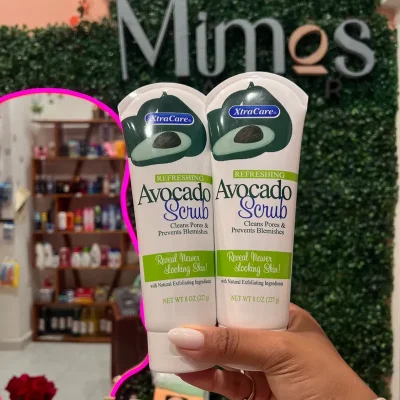 Mimos
R
XtraCare
REFRESHING
Avocado
Scrub
Cleans Pores &
Prevents Blemishes
Reveal Newer
Looking Skin!
with Natural Exfoliating Ingredients
NET WT 8 OZ (227g)
XtraCare
REFRESHING
Avocado
Scrub
Cleans Pores &
Prevents Blemishes
Reveal Newer
Looking Skin!
with Natural Exfoliating Ingredients
NET WT 8 OZ (227g)